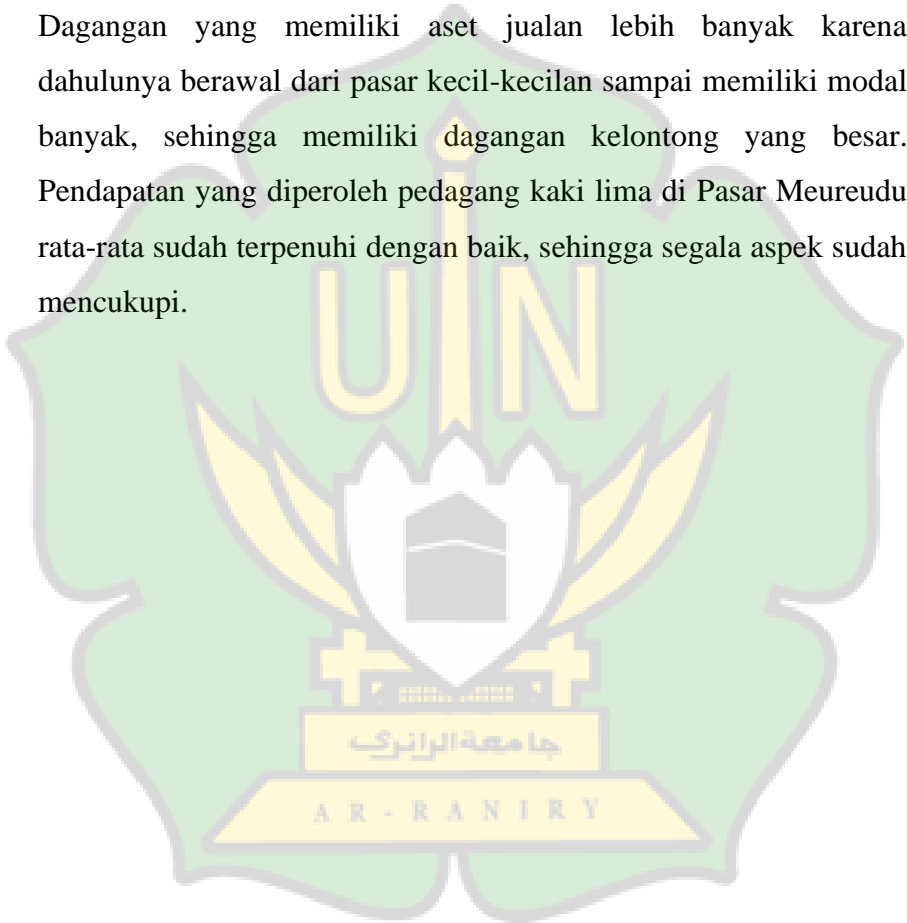 Dagangan yang memiliki aset jualan lebih banyak karena
dahulunya berawal dari pasar kecil-kecilan sampai memiliki modal
banyak, sehingga memiliki dagangan kelontong yang besar.
Pendapatan yang diperoleh pedagang kaki lima di Pasar Meureudu
rata-rata sudah terpenuhi dengan baik, sehingga segala aspek sudah
mencukupi.
UIN
جامعة الرانري
AR-RANIRY